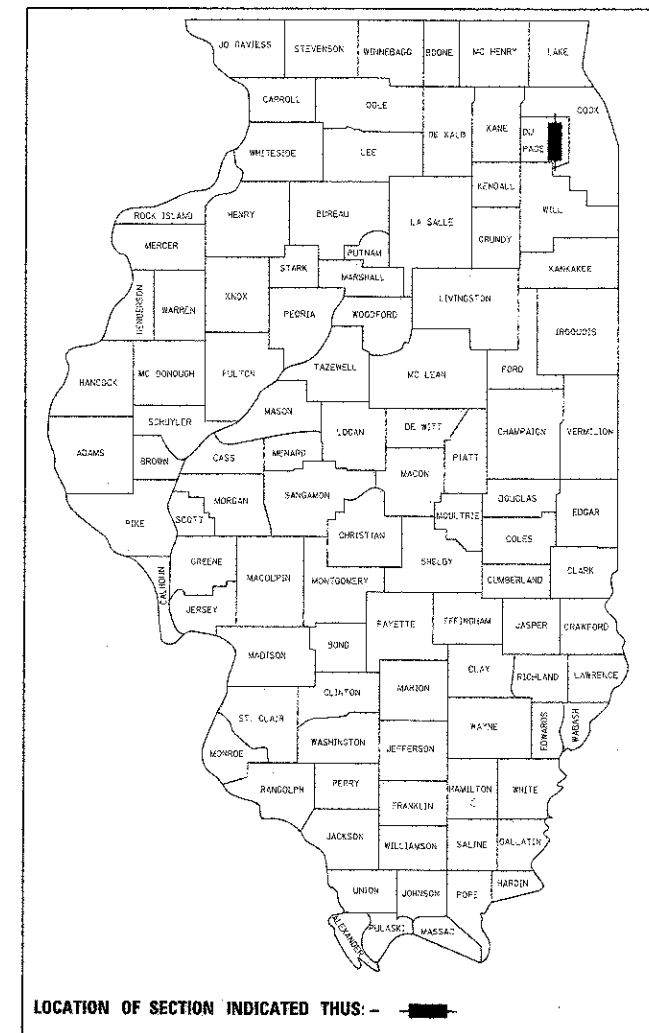 JO DAVIESS STEVENSON WINNEBAGO BOONE MC HENRY LAKE
CARROLL OGLE DE KALB KANE DU PAGE COOK
WHITESIDE LEE KENDALL WILL
ROCK ISLAND HENRY BUREAU LA SALLE GRUNDY
MERCER PUTNAM KANKAKEE
HENDERSON WARREN KNOX STARK MARSHALL LIVINGSTON
PEORIA WOODFORD IROQUOIS
HANCOCK MC DONOUGH FULTON TAZEWELL MC LEAN FORD
SCHUYLER MASON LOGAN DE WITT CHAMPAIGN VERMILION
ADAMS BROWN CASS MENARD MACON PIATT
PIKE SCOTT MORGAN SANGAMON CHRISTIAN MOULTRIE DOUGLAS EDGAR
COLES
CALHOUN GREENE MACOUPIN MONTGOMERY SHELBY CUMBERLAND CLARK
JERSEY FAYETTE EFFINGHAM JASPER CRAWFORD
MADISON BOND
CLINTON MARION CLAY RICHLAND LAWRENCE
ST. CLAIR WAYNE EDWARDS WABASH
MONROE WASHINGTON JEFFERSON
RANDOLPH PERRY HAMILTON WHITE
FRANKLIN
JACKSON WILLIAMSON SALINE GALLATIN
UNION JOHNSON POPE HARDIN
ALEXANDER PULASKI MASSAC
LOCATION OF SECTION INDICATED THUS: -